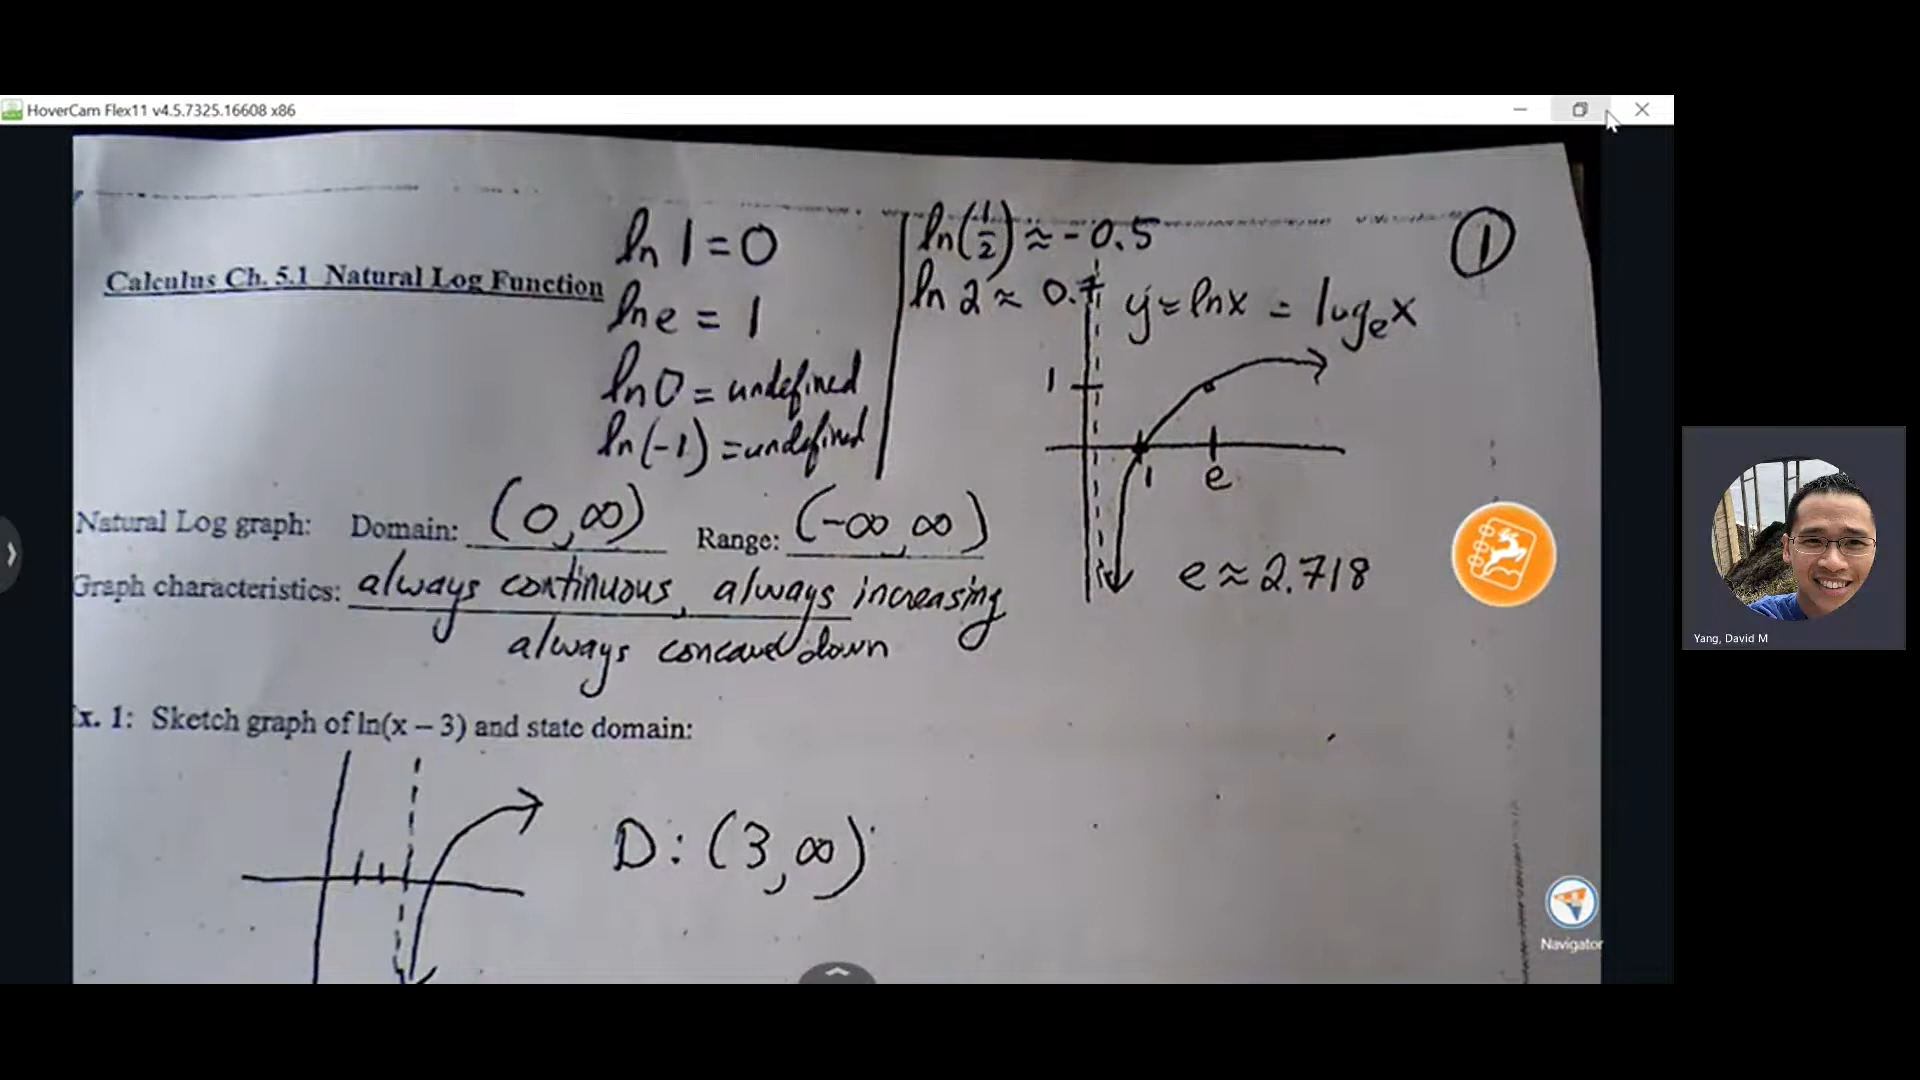 HoverCam Flex11 v4.5.7325.16608 x86
ln 1 = 0
ln(1/2) ≈ -0.5
①
Calculus Ch. 5.1 Natural Log Function
ln e = 1
ln 2 ≈ 0.7
y = ln x = log_e x
ln 0 = undefined
1
ln(-1) = undefined
1 e
Natural Log graph: Domain: (0, ∞) Range: (-∞, ∞)
e ≈ 2.718
Graph characteristics: always continuous, always increasing
always concave down
Yang, David M
x. 1: Sketch graph of ln(x – 3) and state domain:
D: (3, ∞)
Navigator